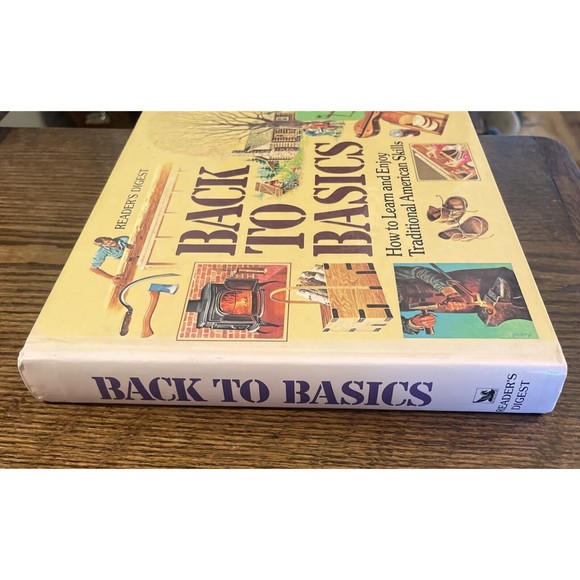 READER'S DIGEST
BACK
TO
BASICS
How to Learn and Enjoy
Traditional American Skills
BACK TO BASICS
READER'S
DIGEST